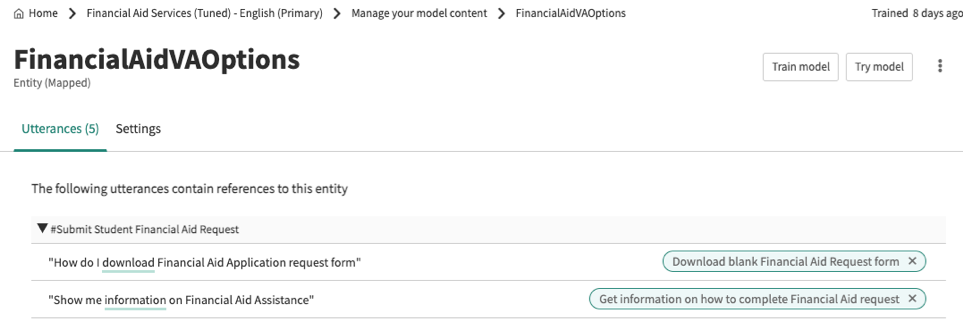 Home > Financial Aid Services (Tuned) - English (Primary) > Manage your model content > FinancialAidVAOptions Trained 8 days ago
FinancialAidVAOptions
Entity (Mapped)
Train model Try model
Utterances (5) Settings
The following utterances contain references to this entity
▼ #Submit Student Financial Aid Request
"How do I download Financial Aid Application request form" Download blank Financial Aid Request form ✕
"Show me information on Financial Aid Assistance" Get information on how to complete Financial Aid request ✕